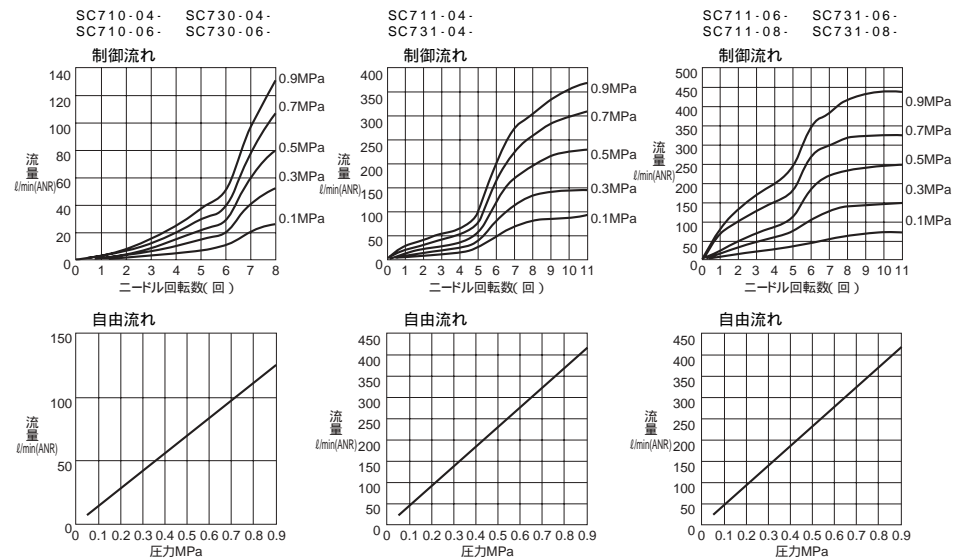 SC710-04- SC730-04-
SC710-06- SC730-06-
制御流れ
140
120
100
80
60
40
20
0
流量
ℓ/min(ANR)
0.9MPa
0.7MPa
0.5MPa
0.3MPa
0.1MPa
0 1 2 3 4 5 6 7 8
ニードル回転数(回)
SC711-04-
SC731-04-
制御流れ
400
350
300
250
200
150
100
50
0
流量
ℓ/min(ANR)
0.9MPa
0.7MPa
0.5MPa
0.3MPa
0.1MPa
0 1 2 3 4 5 6 7 8 9 10 11
ニードル回転数(回)
SC711-06- SC731-06-
SC711-08- SC731-08-
制御流れ
500
450
400
350
300
250
200
150
100
50
0
流量
ℓ/min(ANR)
0.9MPa
0.7MPa
0.5MPa
0.3MPa
0.1MPa
0 1 2 3 4 5 6 7 8 9 10 11
ニードル回転数(回)
自由流れ
150
100
50
0
流量
ℓ/min(ANR)
0 0.1 0.2 0.3 0.4 0.5 0.6 0.7 0.8 0.9
圧力MPa
自由流れ
450
400
350
300
250
200
150
100
50
0
流量
ℓ/min(ANR)
0 0.1 0.2 0.3 0.4 0.5 0.6 0.7 0.8 0.9
圧力MPa
自由流れ
450
400
350
300
250
200
150
100
50
0
流量
ℓ/min(ANR)
0 0.1 0.2 0.3 0.4 0.5 0.6 0.7 0.8 0.9
圧力MPa